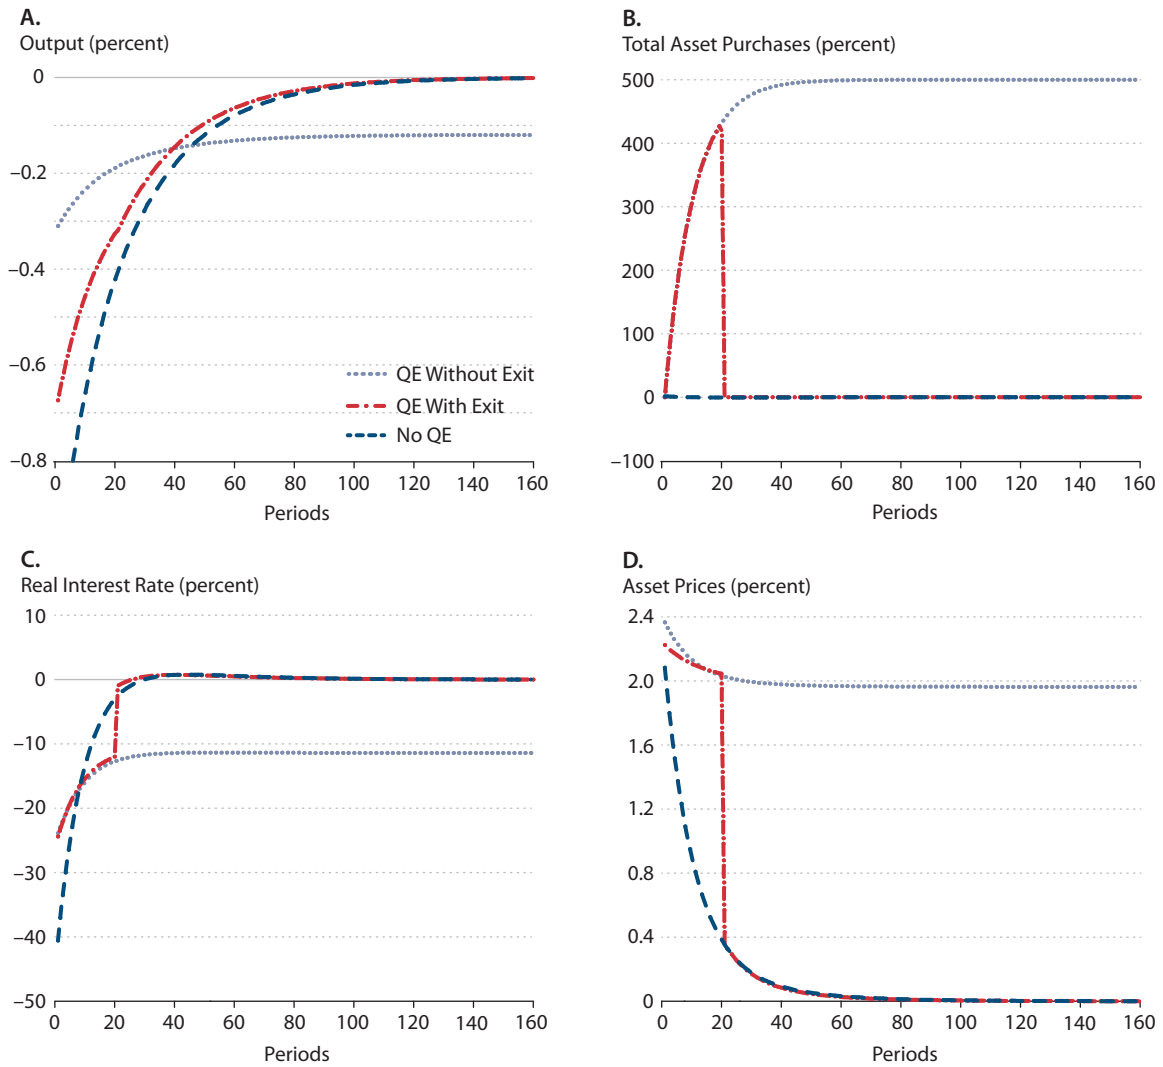 A.
Output (percent)
0
–0.2
–0.4
–0.6
–0.8
QE Without Exit
QE With Exit
No QE
0 20 40 60 80 100 120 140 160
Periods
B.
Total Asset Purchases (percent)
500
400
300
200
100
0
–100
0 20 40 60 80 100 120 140 160
Periods
C.
Real Interest Rate (percent)
10
0
–10
–20
–30
–40
–50
0 20 40 60 80 100 120 140 160
Periods
D.
Asset Prices (percent)
2.4
2.0
1.6
1.2
0.8
0.4
0
0 20 40 60 80 100 120 140 160
Periods